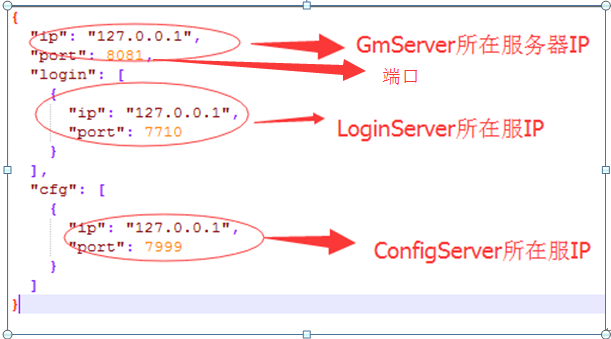 {
"ip": "127.0.0.1",
GmServer所在服务器IP
"port": 8081,
端口
"login": [
{
"ip": "127.0.0.1",
"port": 7710
LoginServer所在服IP
}
],
"cfg": [
{
"ip": "127.0.0.1",
"port": 7999
ConfigServer所在服IP
}
]
}